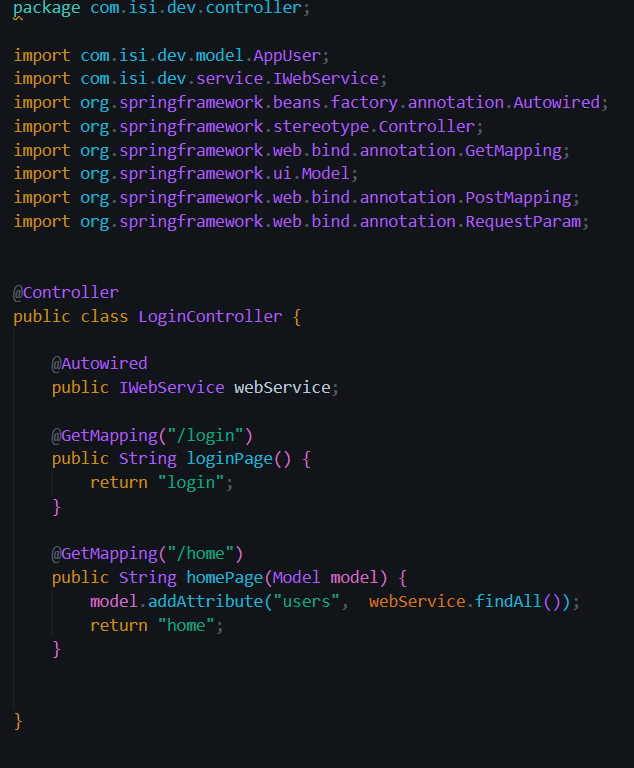 package com.isi.dev.controller;
import com.isi.dev.model.AppUser;
import com.isi.dev.service.IWebService;
import org.springframework.beans.factory.annotation.Autowired;
import org.springframework.stereotype.Controller;
import org.springframework.web.bind.annotation.GetMapping;
import org.springframework.ui.Model;
import org.springframework.web.bind.annotation.PostMapping;
import org.springframework.web.bind.annotation.RequestParam;
@Controller
public class LoginController {
    @Autowired
    public IWebService webService;
    @GetMapping("/login")
    public String loginPage() {
        return "login";
    }
    @GetMapping("/home")
    public String homePage(Model model) {
        model.addAttribute("users",  webService.findAll());
        return "home";
    }
}